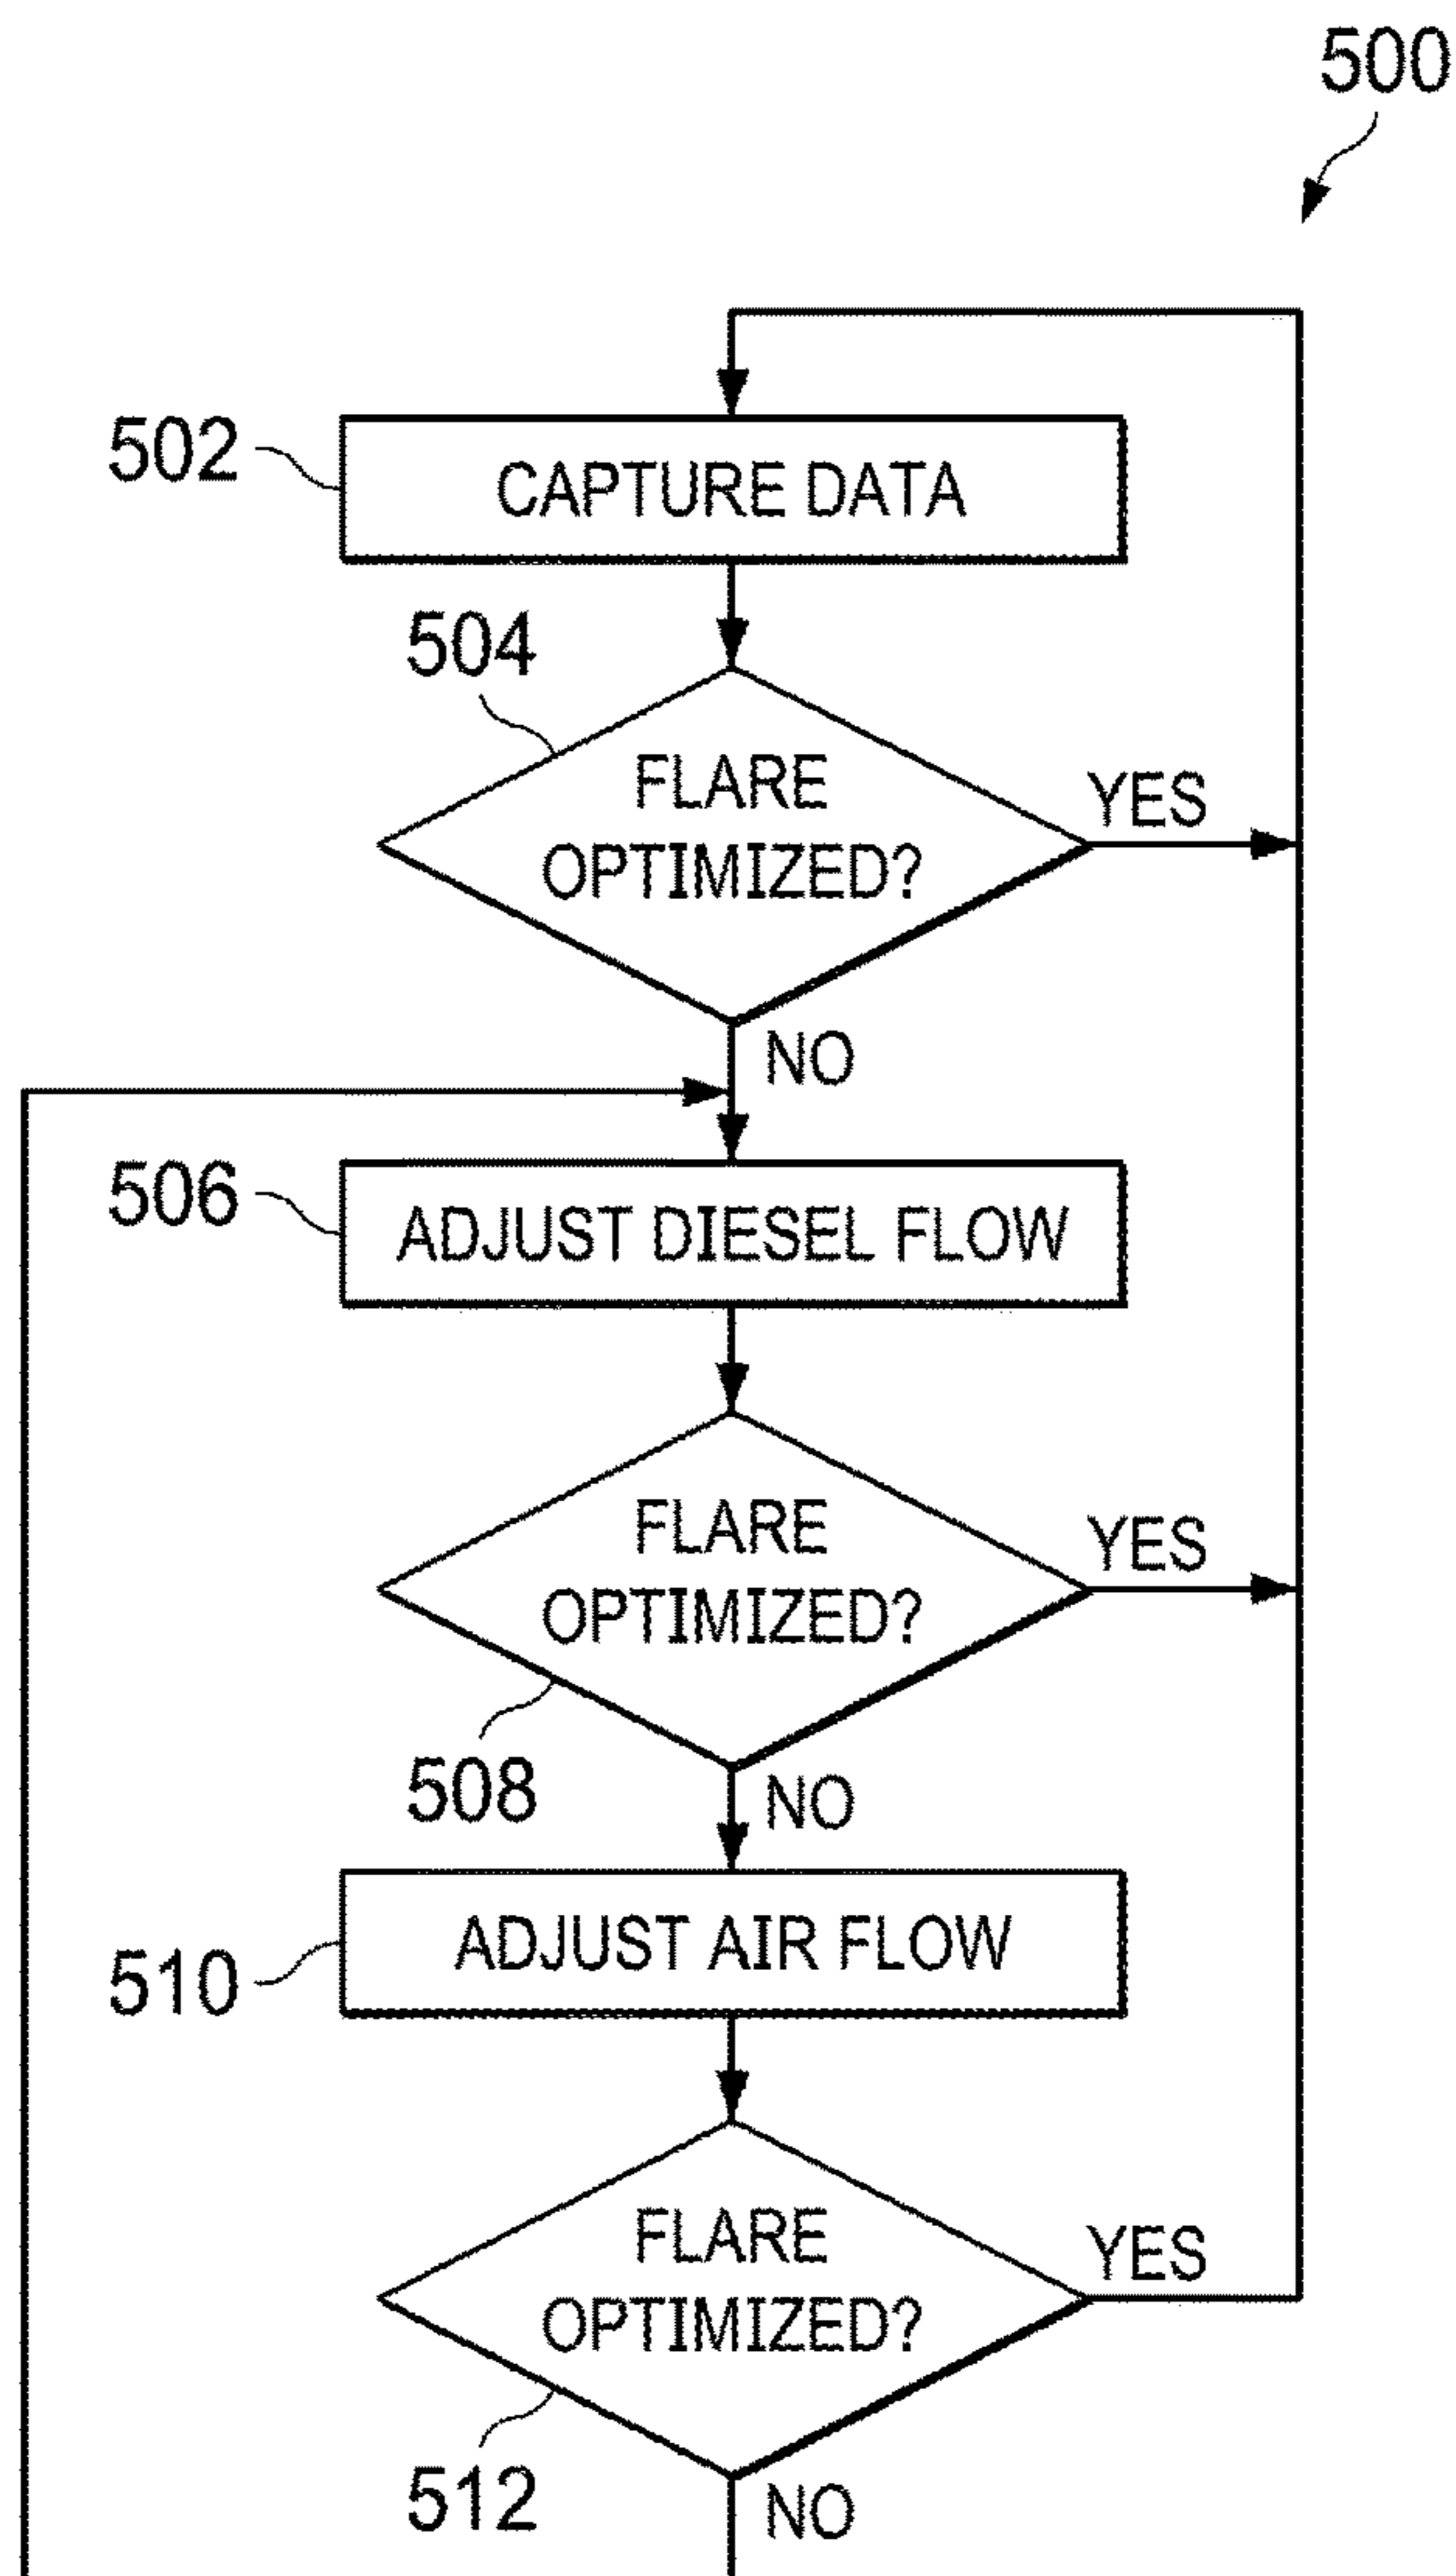 500
502
CAPTURE DATA
504
FLARE
OPTIMIZED?
YES
NO
506
ADJUST DIESEL FLOW
FLARE
OPTIMIZED?
YES
508
NO
510
ADJUST AIR FLOW
FLARE
OPTIMIZED?
YES
512
NO